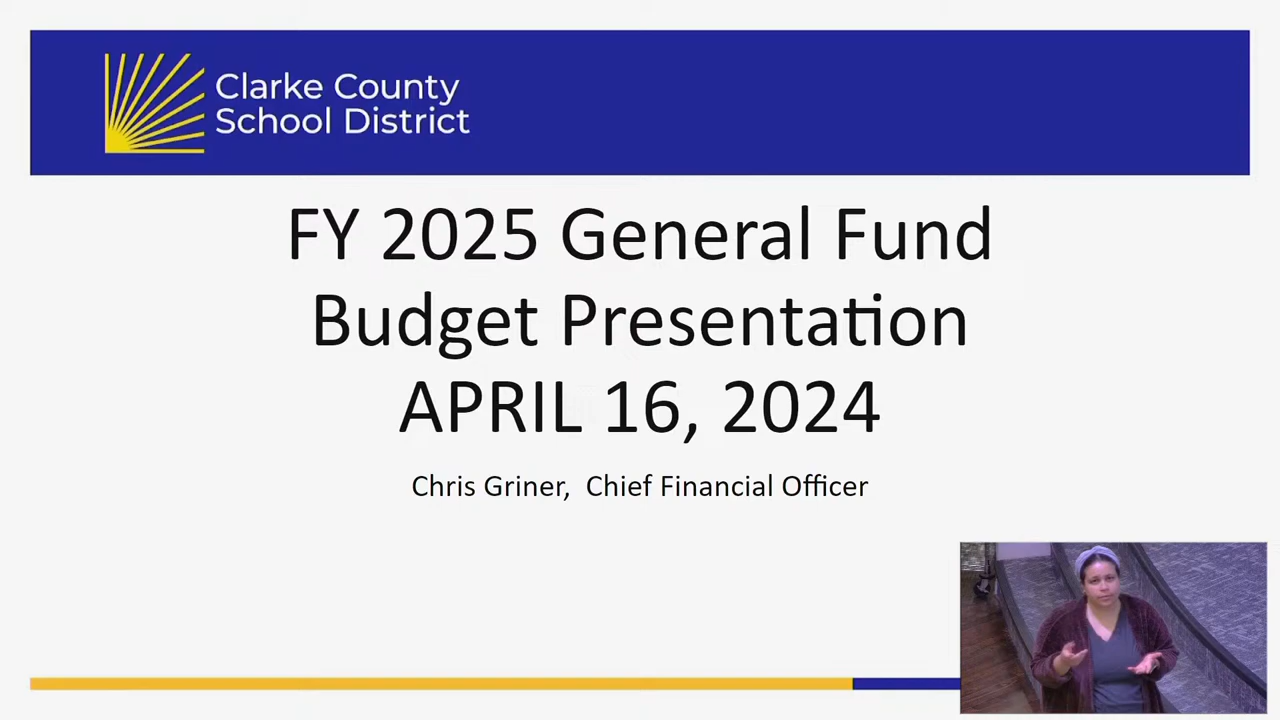 Clarke County
School District
FY 2025 General Fund
Budget Presentation
APRIL 16, 2024
Chris Griner, Chief Financial Officer